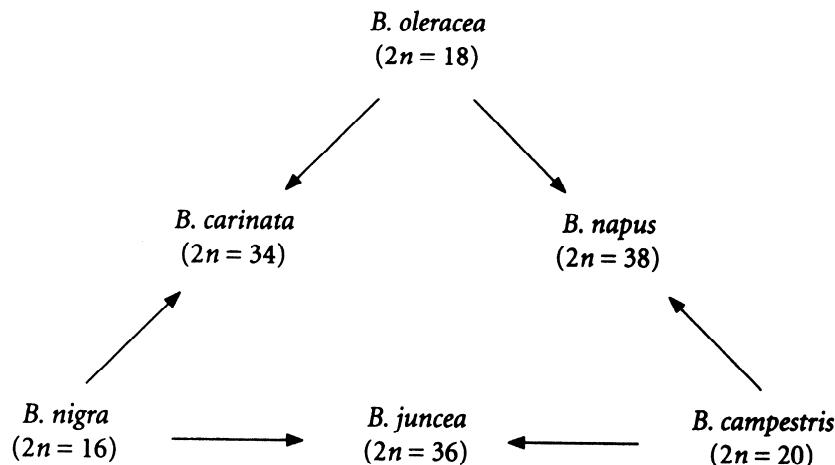 B. oleracea
(2n = 18)
B. carinata
(2n = 34)
B. napus
(2n = 38)
B. nigra
(2n = 16)
B. juncea
(2n = 36)
B. campestris
(2n = 20)